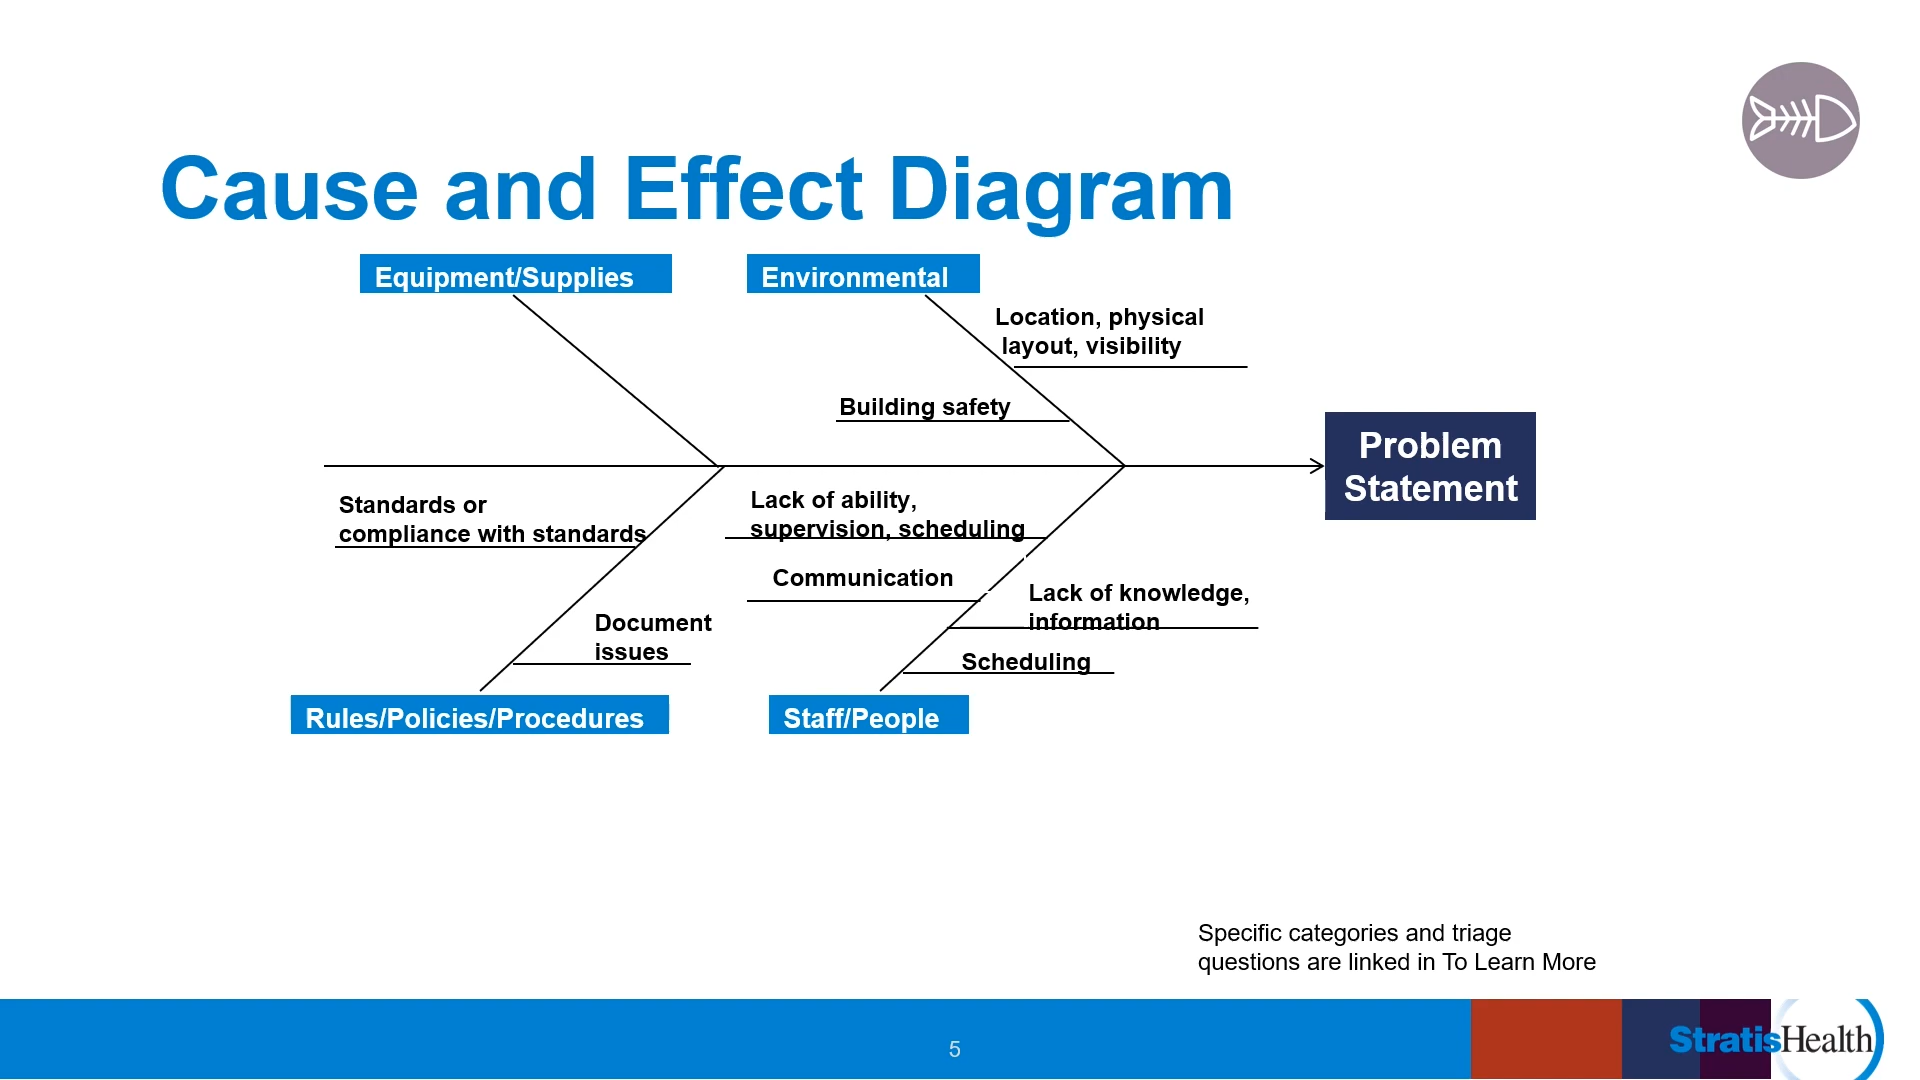 Cause and Effect Diagram
Equipment/Supplies
Environmental
Location, physical
layout, visibility
Building safety
Problem
Statement
Standards or
compliance with standards
Lack of ability,
supervision, scheduling
Communication
Lack of knowledge,
information
Document
issues
Scheduling
Rules/Policies/Procedures
Staff/People
Specific categories and triage
questions are linked in To Learn More
5
StratisHealth